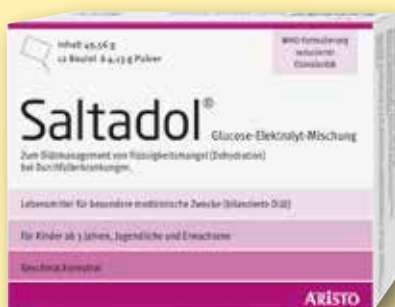 Inhalt 49,56 g
12 Beutel à 4,13 g Pulver
WHO-Formulierung
reduzierter
Osmolarität
Saltadol®
Glucose-Elektrolyt-Mischung
Zum Diätmanagement von Flüssigkeitsmangel (Dehydration)
bei Durchfallerkrankungen.
Lebensmittel für besondere medizinische Zwecke (bilanzierte Diät)
Für Kinder ab 3 Jahren, Jugendliche und Erwachsene
Geschmacksneutral
ARISTO